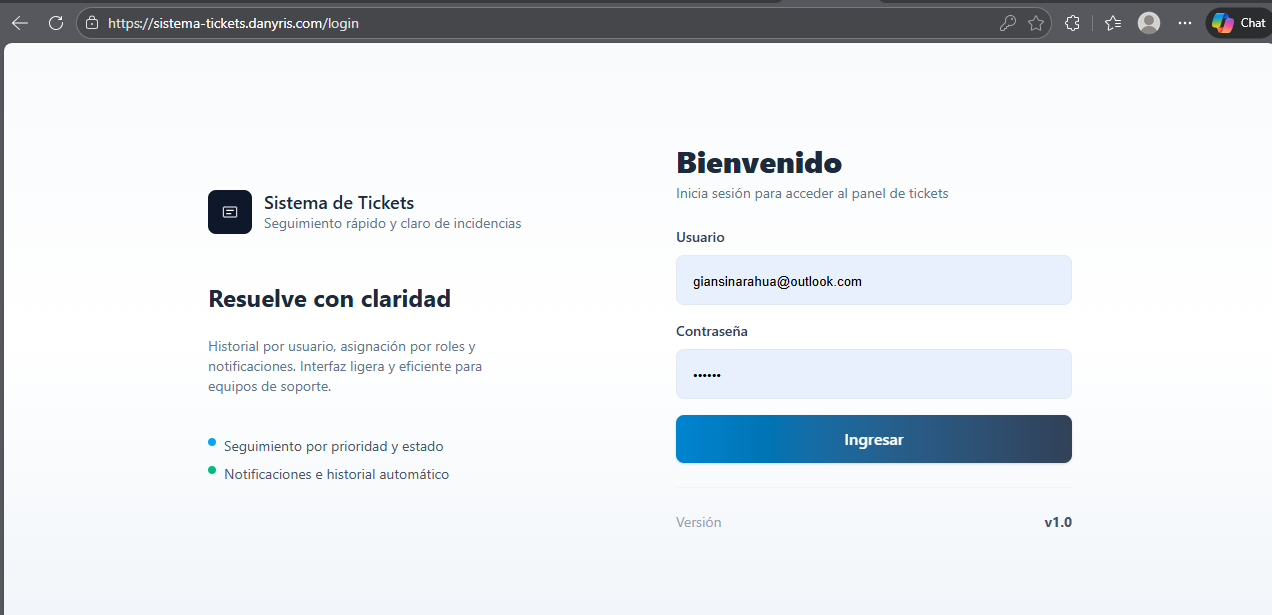 https://sistema-tickets.danyris.com/login
Chat
Sistema de Tickets
Seguimiento rápido y claro de incidencias
Resuelve con claridad
Historial por usuario, asignación por roles y
notificaciones. Interfaz ligera y eficiente para
equipos de soporte.
Seguimiento por prioridad y estado
Notificaciones e historial automático
Bienvenido
Inicia sesión para acceder al panel de tickets
Usuario
giansinarahua@outlook.com
Contraseña
••••••
Ingresar
Versión v1.0